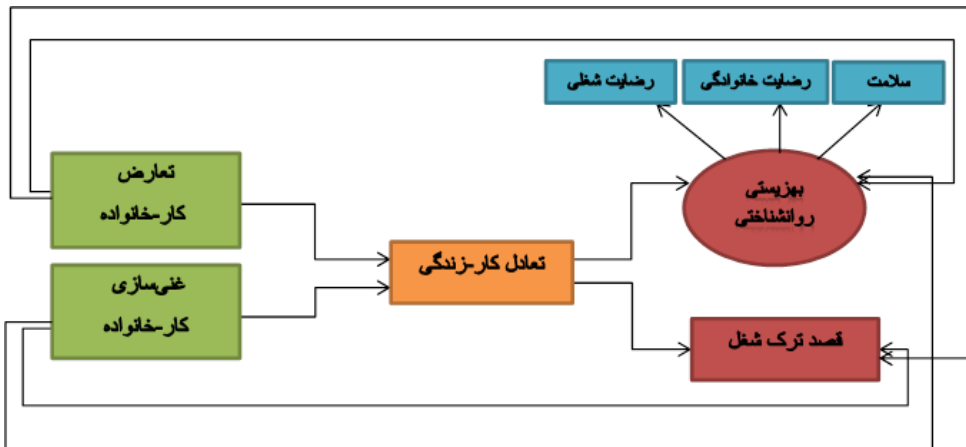 سلامت
رضایت خانوادگی
رضایت شغلی
تعارض
کار-خانواده
بهزیستی
روانشناختی
تعادل کار-زندگی
غنی‌سازی
کار-خانواده
قصد ترک شغل